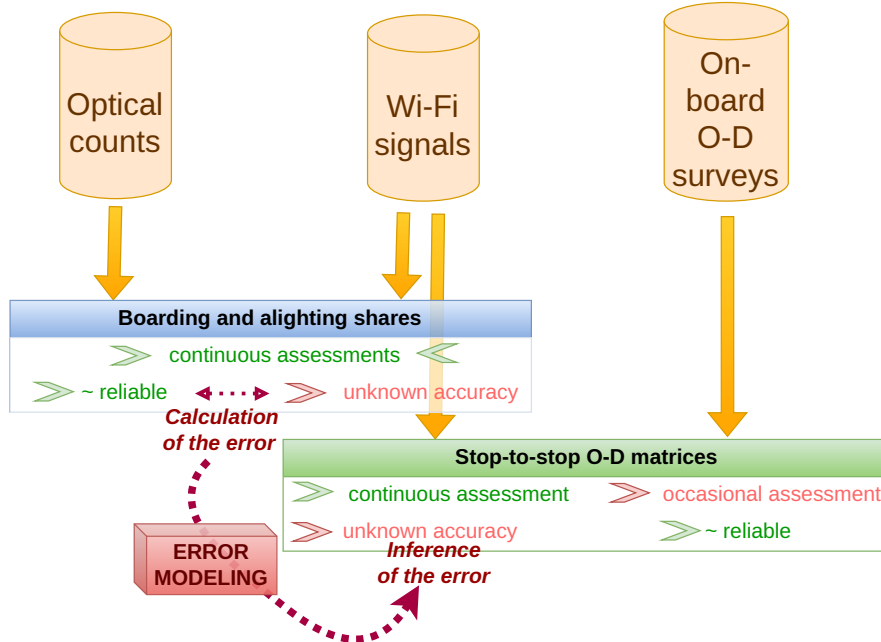 Optical
counts
Wi-Fi
signals
On-
board
O-D
surveys
Boarding and alighting shares
continuous assessments
~ reliable
unknown accuracy
Calculation
of the error
Stop-to-stop O-D matrices
continuous assessment
occasional assessment
unknown accuracy
~ reliable
Inference
of the error
ERROR
MODELING